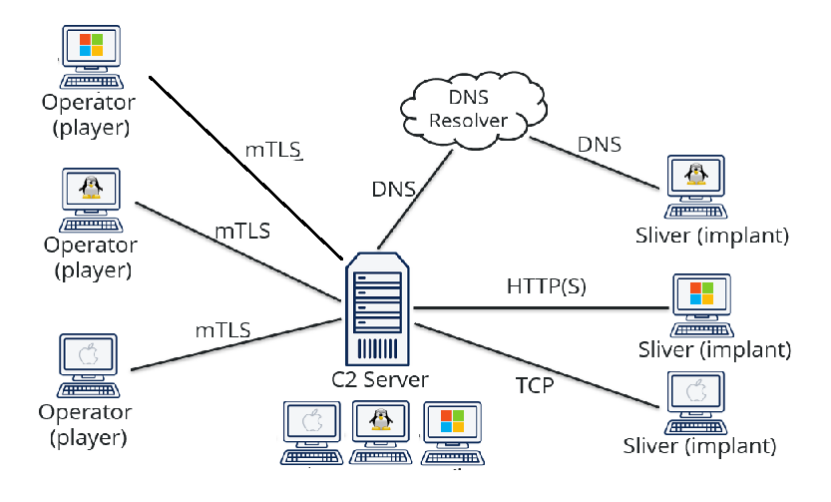 Operator
(player)
mTLS
Operator
(player)
mTLS
Operator
(player)
mTLS
DNS
Resolver
DNS
DNS
Sliver (implant)
HTTP(S)
Sliver (implant)
TCP
Sliver (implant)
C2 Server